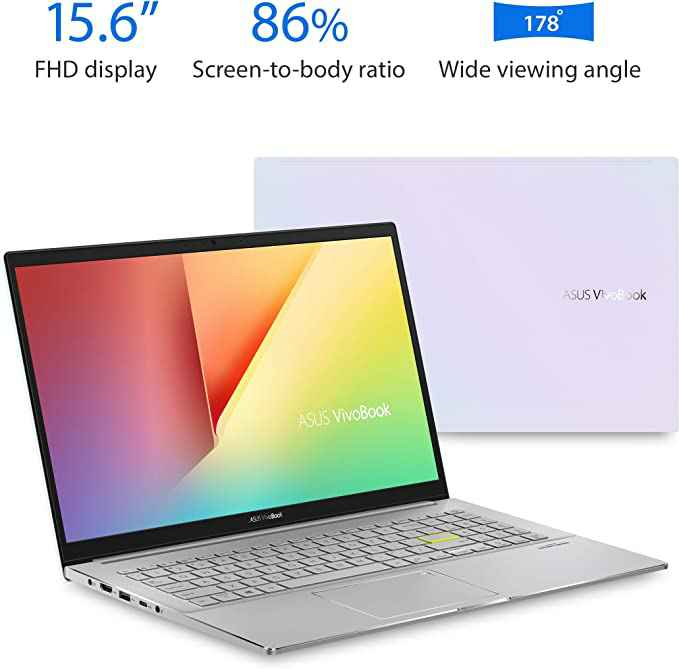 15.6”
FHD display
86%
Screen-to-body ratio
178°
Wide viewing angle
ASUS VivoBook
ASUS VivoBook
ASUS VivoBook